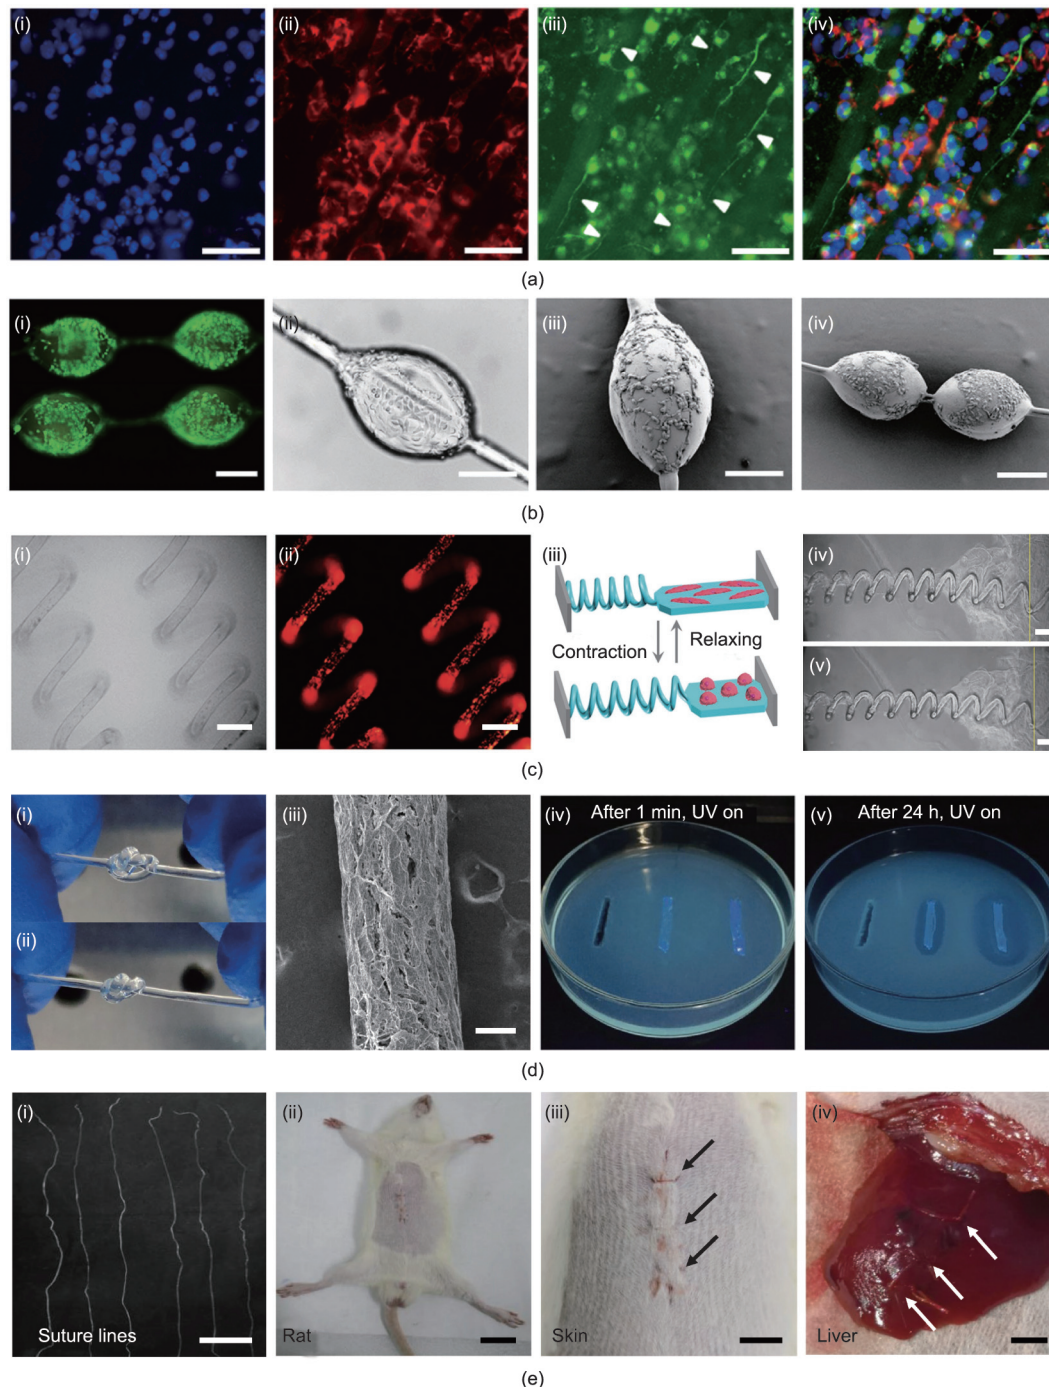 (i) (ii) (iii) (iv)
(a)
(i) (ii) (iii) (iv)
(b)
(i) (ii) (iii) (iv)
Contraction Relaxing
(v)
(c)
(i) (iii) (iv) After 1 min, UV on (v) After 24 h, UV on
(ii)
(d)
(i) (ii) (iii) (iv)
Suture lines Rat Skin Liver
(e)